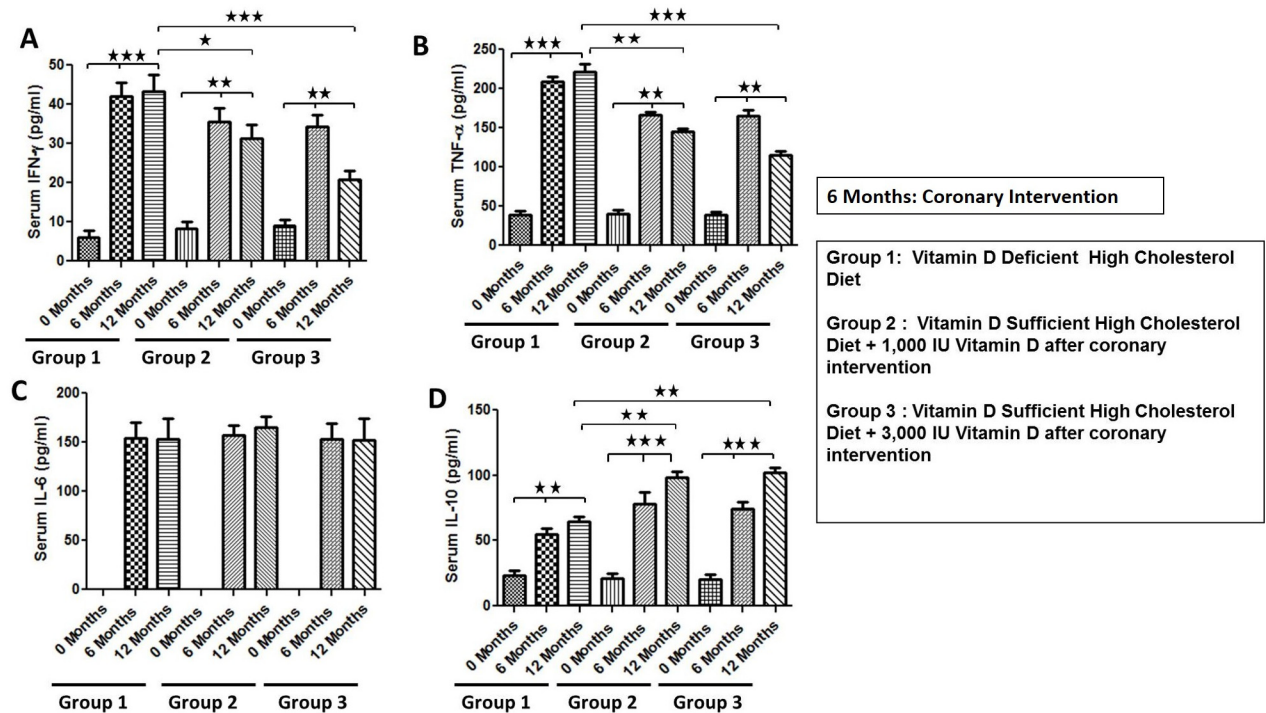 A
★★★
★
★★★
★★
★★
Serum IFN-γ (pg/ml)
50
40
30
20
10
0
0 Months
6 Months
12 Months
0 Months
6 Months
12 Months
0 Months
6 Months
12 Months
Group 1
Group 2
Group 3
B
★★★
★★★
★★
★★
★★
Serum TNF-α (pg/ml)
250
200
150
100
50
0
0 Months
6 Months
12 Months
0 Months
6 Months
12 Months
0 Months
6 Months
12 Months
Group 1
Group 2
Group 3
C
Serum IL-6 (pg/ml)
200
150
100
50
0
0 Months
6 Months
12 Months
0 Months
6 Months
12 Months
0 Months
6 Months
12 Months
Group 1
Group 2
Group 3
D
★★
★★
★★★
★★★
★★
Serum IL-10 (pg/ml)
150
100
50
0
0 Months
6 Months
12 Months
0 Months
6 Months
12 Months
0 Months
6 Months
12 Months
Group 1
Group 2
Group 3
6 Months: Coronary Intervention
Group 1: Vitamin D Deficient High Cholesterol
Diet
Group 2 : Vitamin D Sufficient High Cholesterol
Diet + 1,000 IU Vitamin D after coronary
intervention
Group 3 : Vitamin D Sufficient High Cholesterol
Diet + 3,000 IU Vitamin D after coronary
intervention